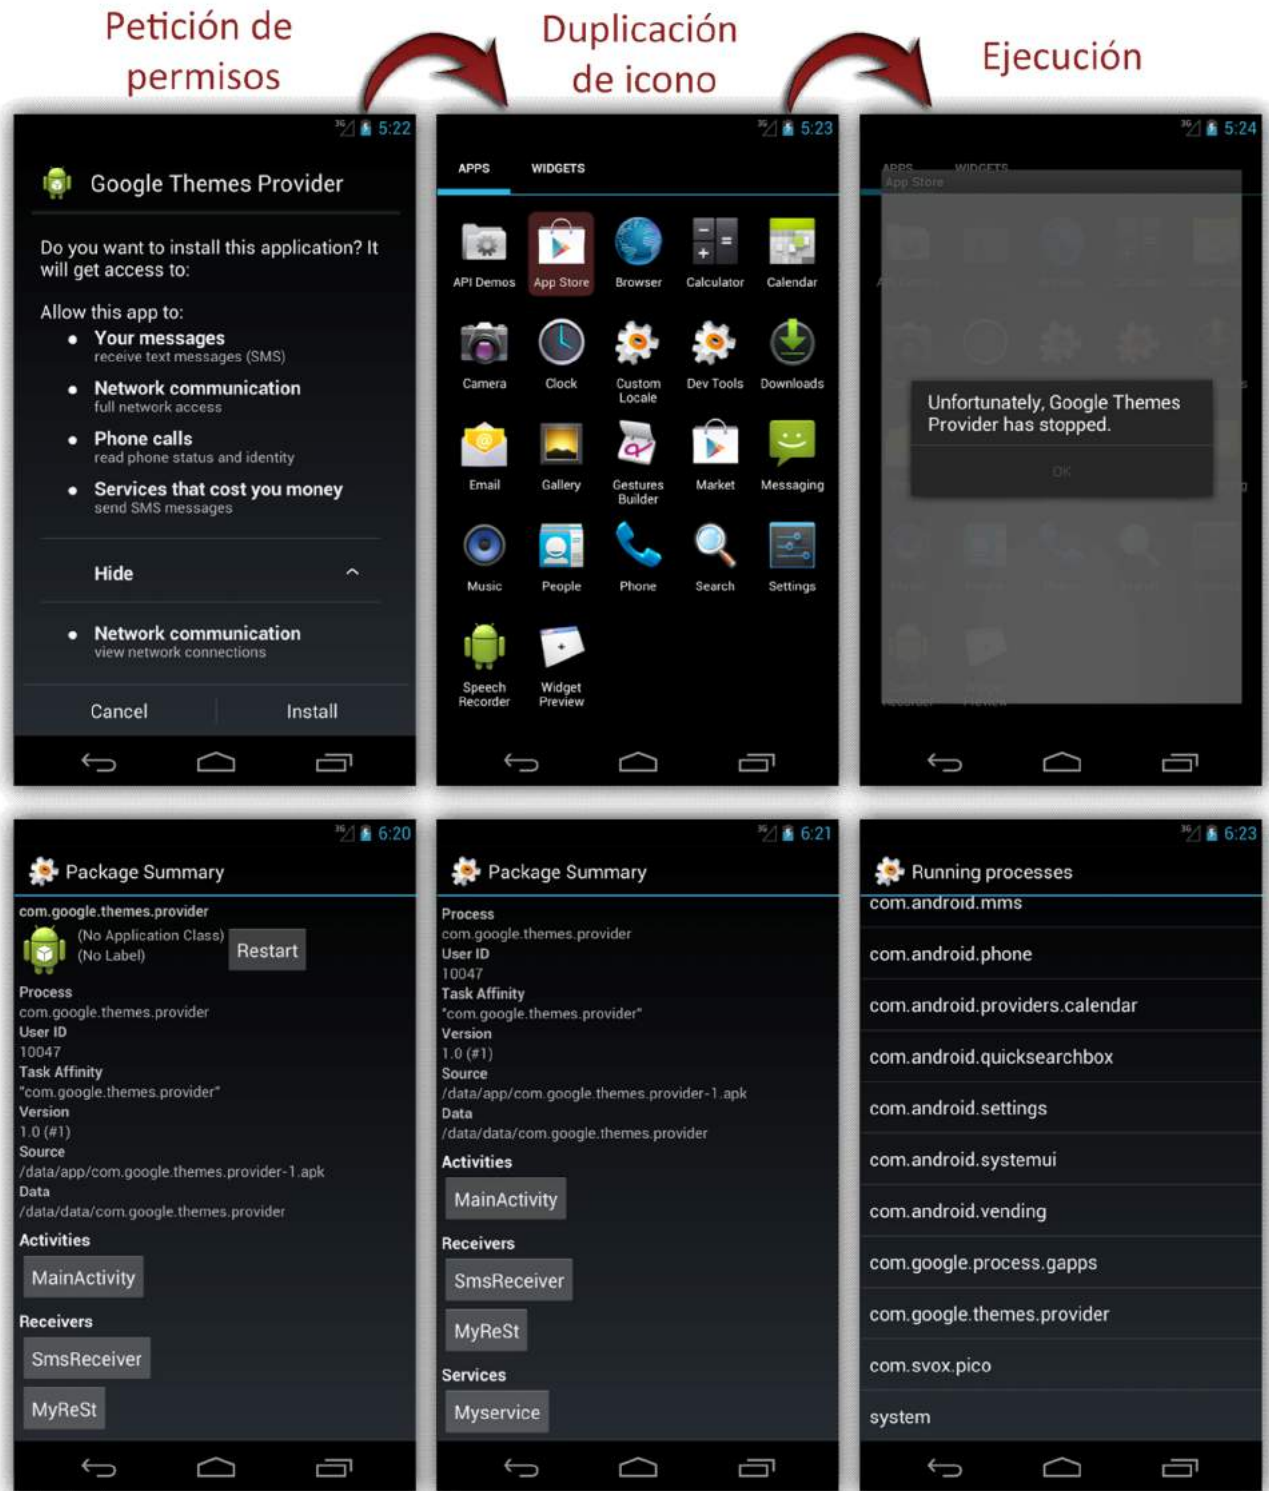 Petición de
permisos
Duplicación
de icono
Ejecución
3G 5:22
Google Themes Provider
Do you want to install this application? It
will get access to:
Allow this app to:
• Your messages
receive text messages (SMS)
• Network communication
full network access
• Phone calls
read phone status and identity
• Services that cost you money
send SMS messages
Hide
• Network communication
view network connections
Cancel Install
3G 5:23
APPS WIDGETS
API Demos App Store Browser Calculator Calendar
Camera Clock Custom Dev Tools Downloads
Locale
Email Gallery Gestures Market Messaging
Builder
Music People Phone Search Settings
Speech Widget
Recorder Preview
3G 5:24
APPS WIDGETS
App Store
Unfortunately, Google Themes
Provider has stopped.
OK
Recorder Preview
3G 6:20
Package Summary
com.google.themes.provider
(No Application Class)
(No Label)
Restart
Process
com.google.themes.provider
User ID
10047
Task Affinity
"com.google.themes.provider"
Version
1.0 (#1)
Source
/data/app/com.google.themes.provider-1.apk
Data
/data/data/com.google.themes.provider
Activities
MainActivity
Receivers
SmsReceiver
MyReSt
3G 6:21
Package Summary
Process
com.google.themes.provider
User ID
10047
Task Affinity
"com.google.themes.provider"
Version
1.0 (#1)
Source
/data/app/com.google.themes.provider-1.apk
Data
/data/data/com.google.themes.provider
Activities
MainActivity
Receivers
SmsReceiver
MyReSt
Services
Myservice
3G 6:23
Running processes
com.android.mms
com.android.phone
com.android.providers.calendar
com.android.quicksearchbox
com.android.settings
com.android.systemui
com.android.vending
com.google.process.gapps
com.google.themes.provider
com.svox.pico
system